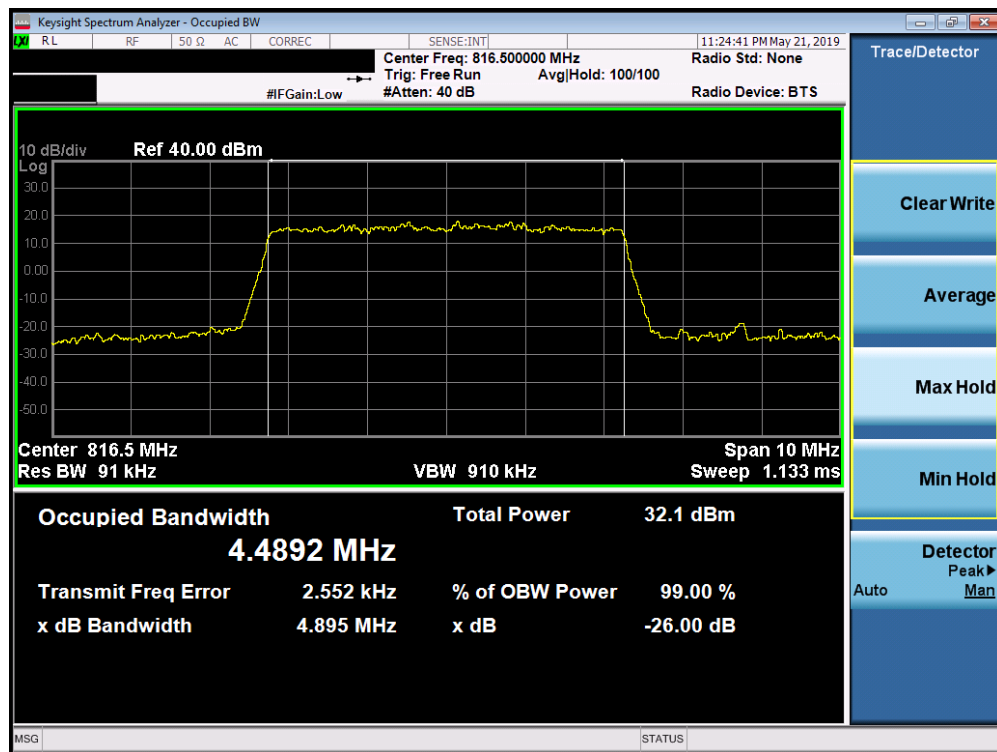 Keysight Spectrum Analyzer - Occupied BW
LXI RL RF 50 Ω AC CORREC SENSE:INT 11:24:41 PM May 21, 2019
Center Freq: 816.500000 MHz Radio Std: None
Trig: Free Run Avg|Hold: 100/100
#IFGain:Low #Atten: 40 dB Radio Device: BTS
10 dB/div Ref 40.00 dBm
Log
30.0
20.0
10.0
0.00
-10.0
-20.0
-30.0
-40.0
-50.0
Center 816.5 MHz Span 10 MHz
Res BW 91 kHz VBW 910 kHz Sweep 1.133 ms
Occupied Bandwidth Total Power 32.1 dBm
4.4892 MHz
Transmit Freq Error 2.552 kHz % of OBW Power 99.00 %
x dB Bandwidth 4.895 MHz x dB -26.00 dB
MSG STATUS
Trace/Detector
Clear Write
Average
Max Hold
Min Hold
Detector
Peak▶
Auto Man